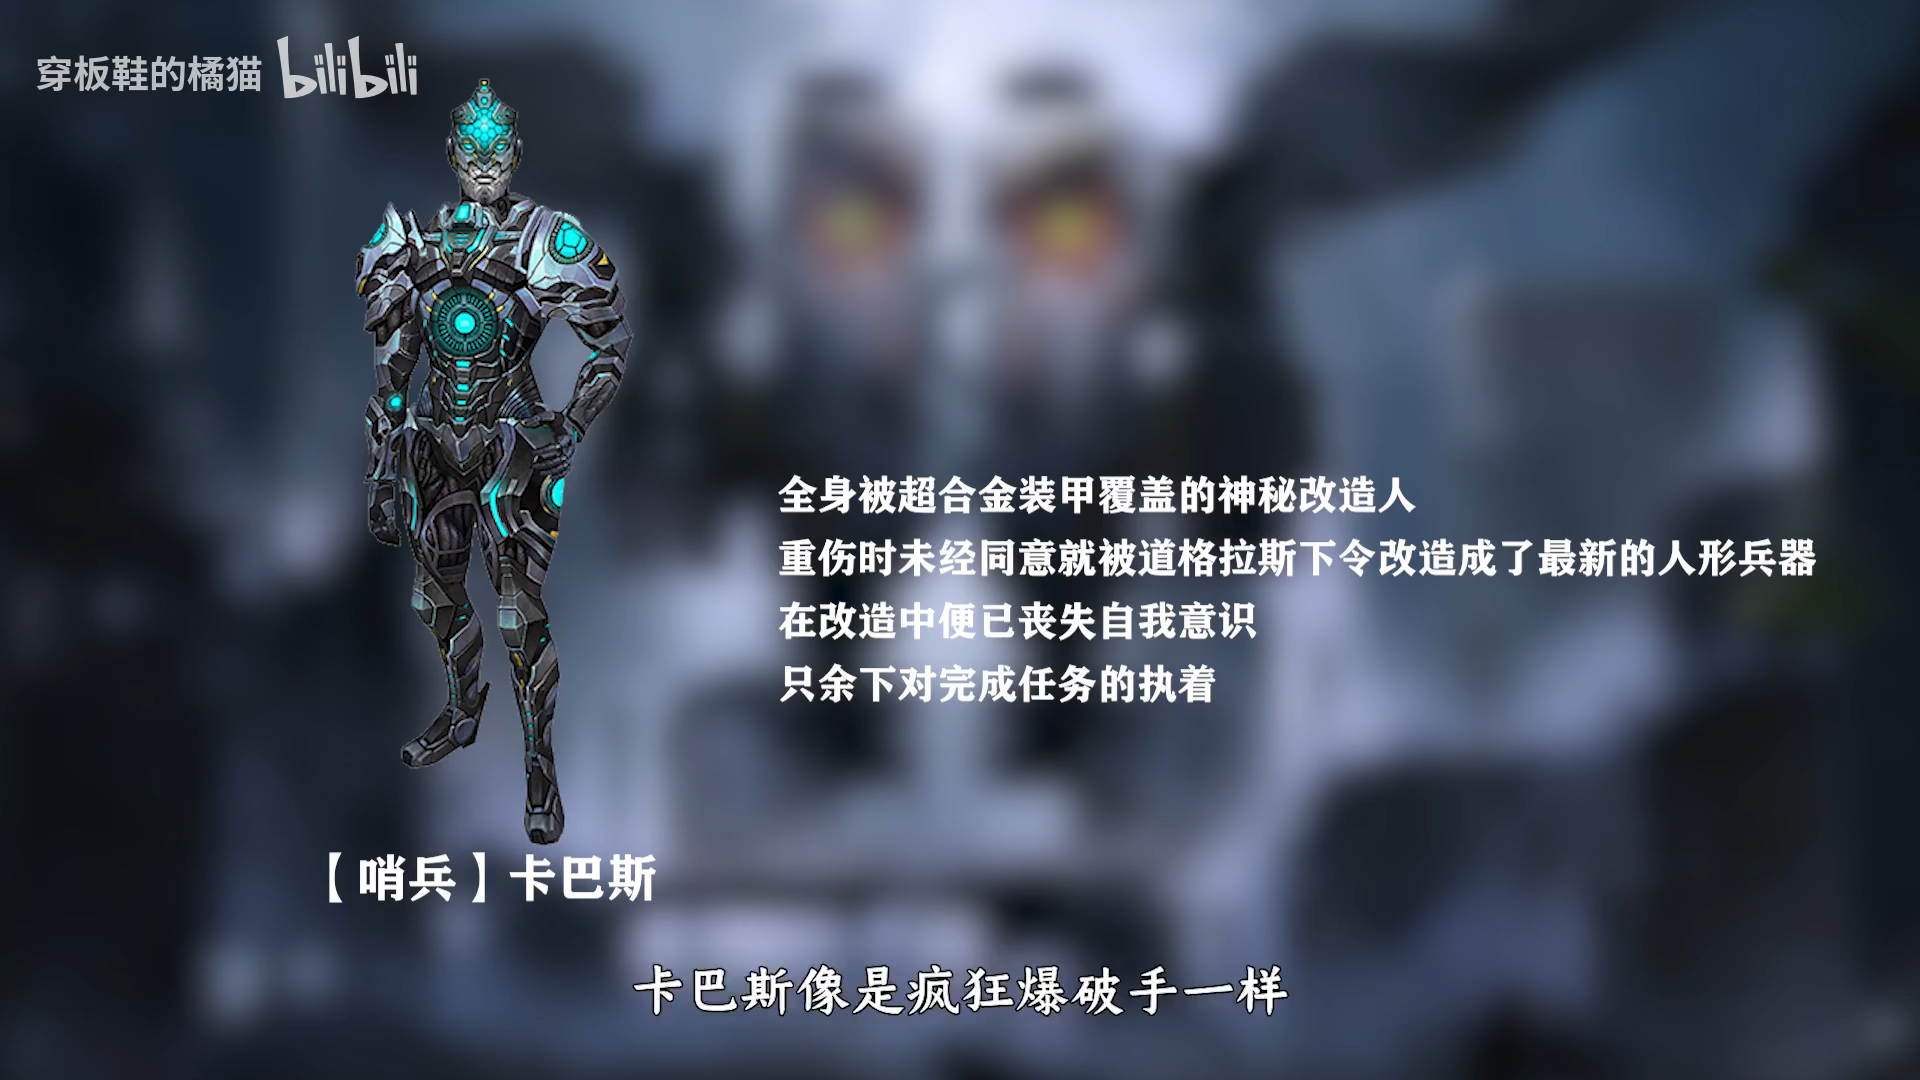 穿板鞋的橘猫 bilibili
全身被超合金装甲覆盖的神秘改造人
重伤时未经同意就被道格拉斯下令改造成了最新的人形兵器
在改造中便已丧失自我意识
只余下对完成任务的执着
【哨兵】卡巴斯
卡巴斯像是疯狂爆破手一样